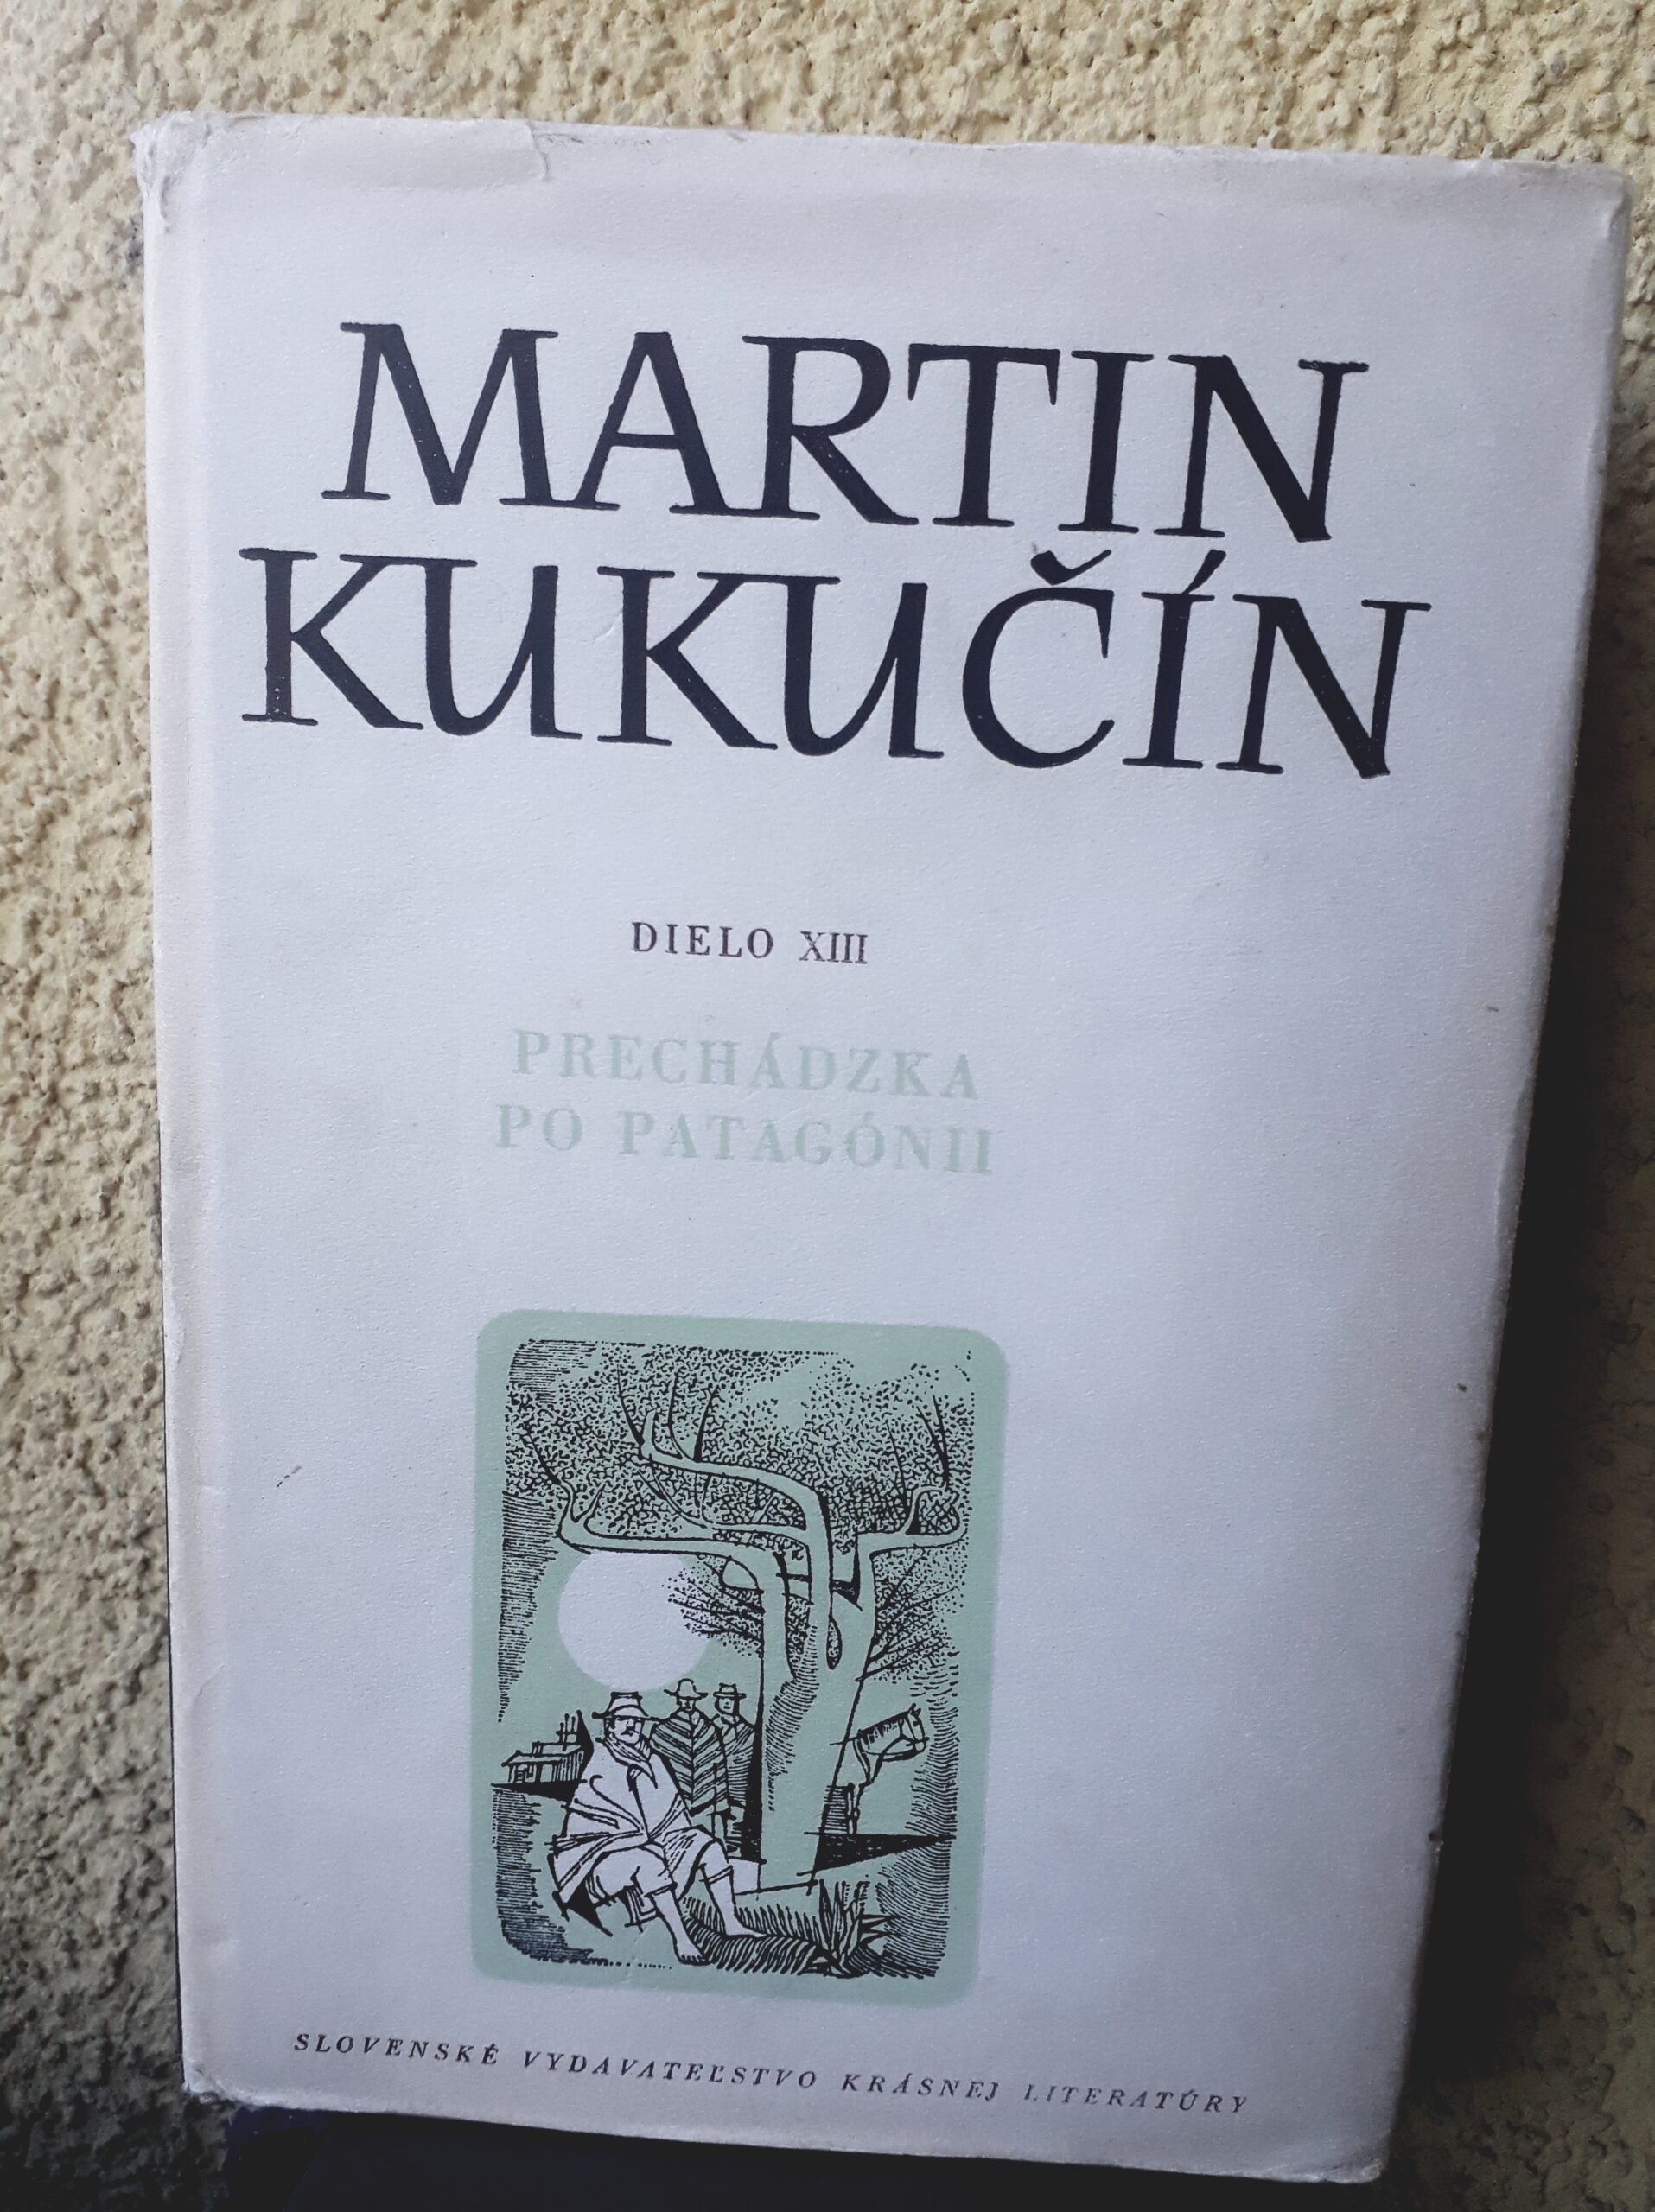 MARTIN
KUKUČÍN
DIELO XIII
PRECHÁDZKA
PO PATAGÓNII
SLOVENSKÉ VYDAVATEĽSTVO KRÁSNEJ LITERATÚRY